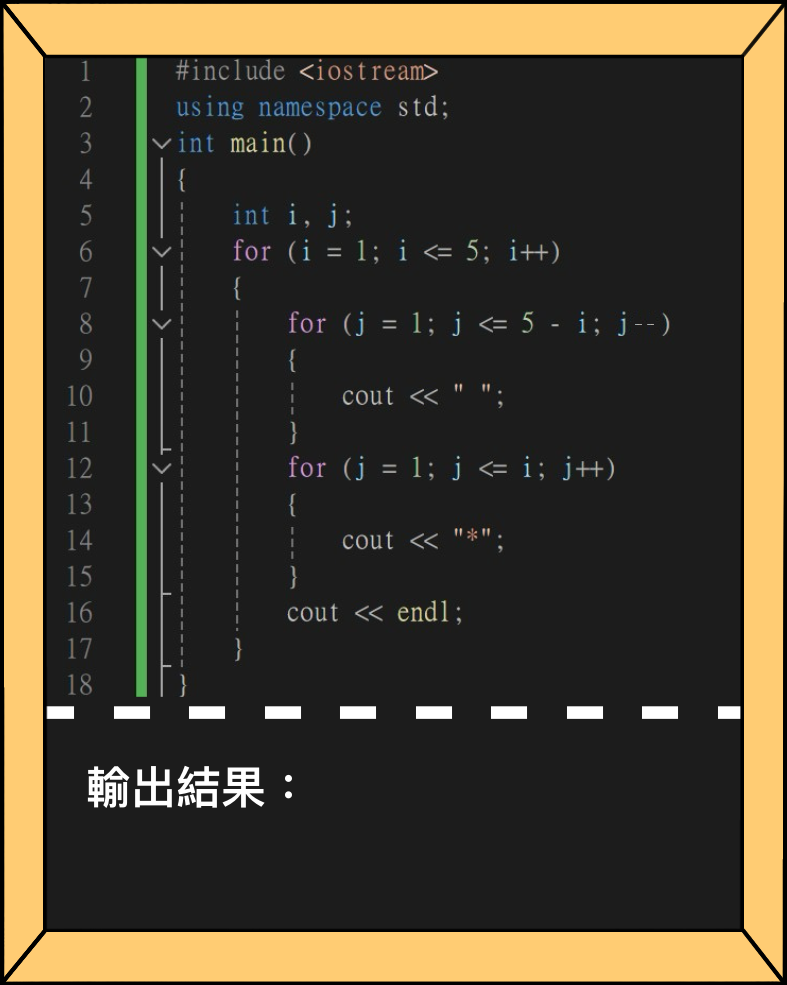 1 #include <iostream>
2 using namespace std;
3 int main()
4 {
5 int i, j;
6 for (i = 1; i <= 5; i++)
7 {
8 for (j = 1; j <= 5 - i; j--)
9 {
10 cout << " ";
11 }
12 for (j = 1; j <= i; j++)
13 {
14 cout << "*";
15 }
16 cout << endl;
17 }
18 }
輸出結果：